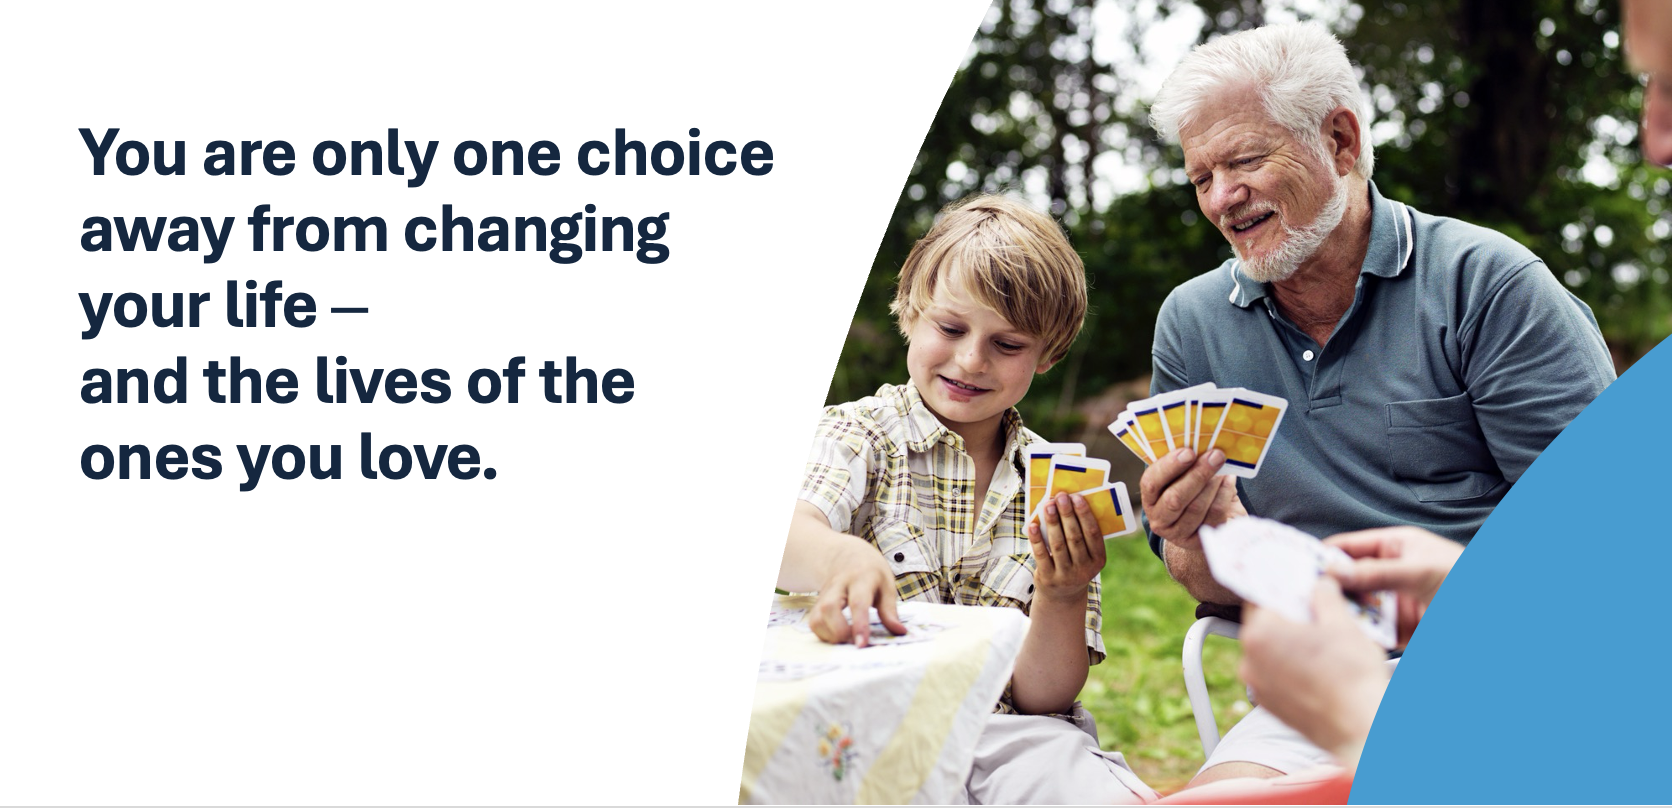 You are only one choice
away from changing
your life –
and the lives of the
ones you love.